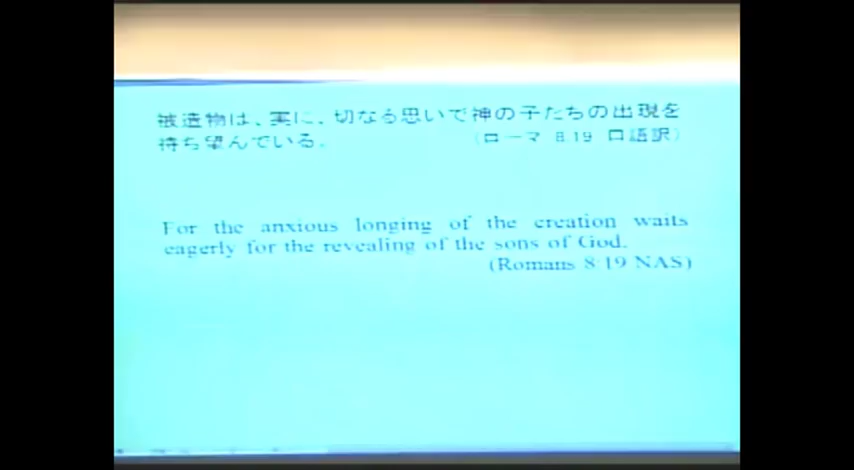 被造物は、実に、切なる思いで神の子たちの出現を
待ち望んでいる。 (ローマ 8:19 口語訳)
For the anxious longing of the creation waits
eagerly for the revealing of the sons of God.
(Romans 8:19 NAS)